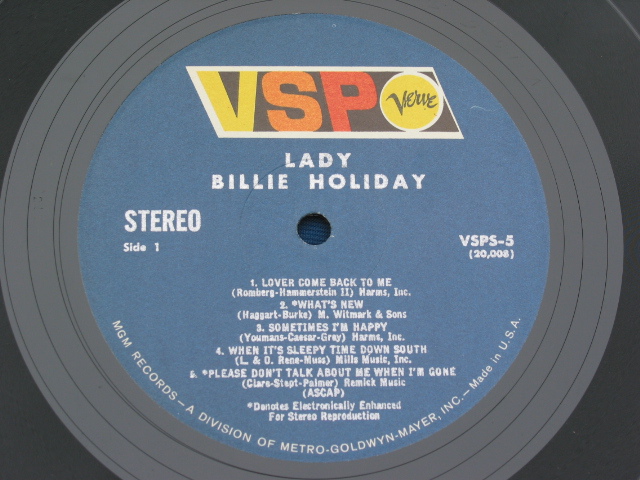 VSP Verve
LADY
BILLIE HOLIDAY
STEREO
Side 1
VSPS-5
(20,008)
1. LOVER COME BACK TO ME
(Romberg-Hammerstein II) Harms, Inc.
2. *WHAT'S NEW
(Haggart-Burke) M. Witmark & Sons
3. SOMETIMES I'M HAPPY
(Youmans-Caesar-Grey) Harms, Inc.
4. WHEN IT'S SLEEPY TIME DOWN SOUTH
(L. & O. Rene-Muss) Mills Music, Inc.
5. *PLEASE DON'T TALK ABOUT ME WHEN I'M GONE
(Clare-Stept-Palmer) Remick Music
(ASCAP)
*Denotes Electronically Enhanced
For Stereo Reproduction
MGM RECORDS—A DIVISION OF METRO-GOLDWYN-MAYER, INC.—Made in U.S.A.